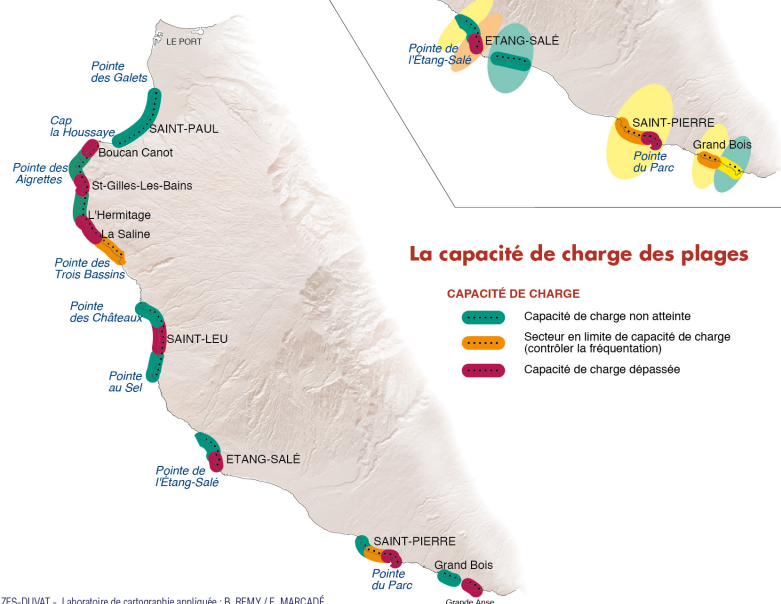 LE PORT
Pointe
des Galets
Cap
la Houssaye
SAINT-PAUL
Boucan Canot
Pointe des
Aigrettes
St-Gilles-Les-Bains
L'Hermitage
La Saline
Pointe des
Trois Bassins
Pointe
des Châteaux
SAINT-LEU
Pointe
au Sel
ETANG-SALÉ
Pointe de
l'Étang-Salé
SAINT-PIERRE
Pointe
du Parc
Grand Bois
Grande Anse
Pointe de
l'Étang-Salé
ETANG-SALÉ
SAINT-PIERRE
Pointe
du Parc
Grand Bois
La capacité de charge des plages
CAPACITÉ DE CHARGE
Capacité de charge non atteinte
Secteur en limite de capacité de charge
(contrôler la fréquentation)
Capacité de charge dépassée
ZES-DUVAT - Laboratoire de cartographie appliquée : B. REMY / F. MARCADÉ